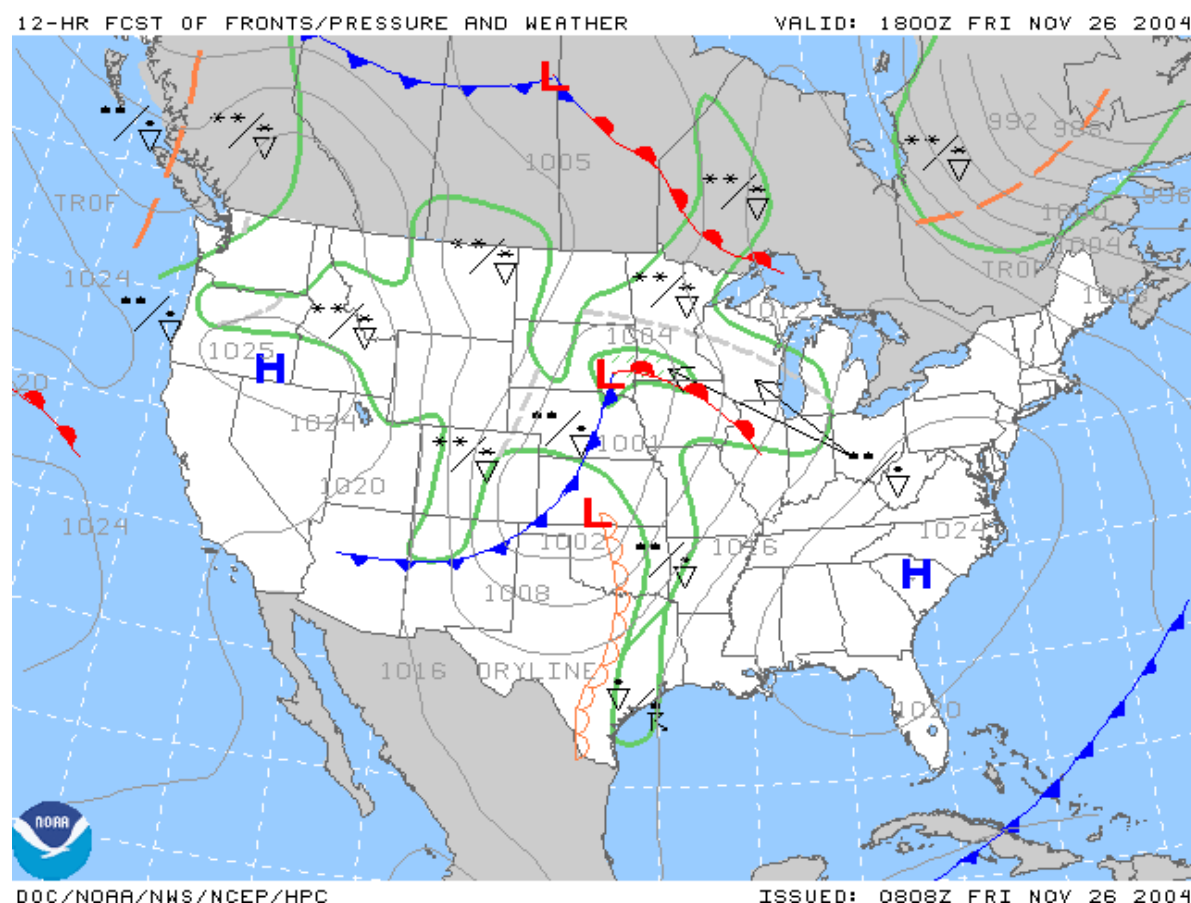 12-HR FCST OF FRONTS/PRESSURE AND WEATHER VALID: 1800Z FRI NOV 26 2004
L
992
1005
TROF
996
1000
1004
1024
TROF
1012
1004
1025
H
L
1024
1001
1020
1024
1024
L
1002
1016
H
1008
1016 DRYLINE
1020
NOAA
DOC/NOAA/NWS/NCEP/HPC ISSUED: 0808Z FRI NOV 26 2004